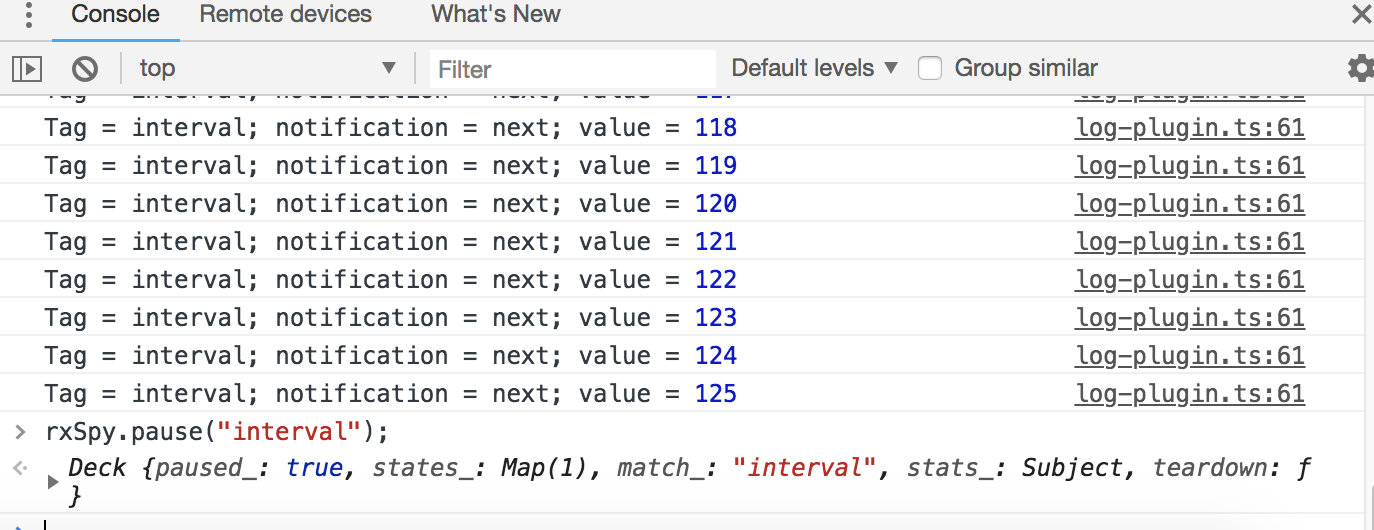 Console Remote devices What's New
top Filter Default levels Group similar
Tag = interval; notification = next; value = 117 log-plugin.ts:61
Tag = interval; notification = next; value = 118 log-plugin.ts:61
Tag = interval; notification = next; value = 119 log-plugin.ts:61
Tag = interval; notification = next; value = 120 log-plugin.ts:61
Tag = interval; notification = next; value = 121 log-plugin.ts:61
Tag = interval; notification = next; value = 122 log-plugin.ts:61
Tag = interval; notification = next; value = 123 log-plugin.ts:61
Tag = interval; notification = next; value = 124 log-plugin.ts:61
Tag = interval; notification = next; value = 125 log-plugin.ts:61
rxSpy.pause("interval");
Deck {paused_: true, states_: Map(1), match_: "interval", stats_: Subject, teardown: ƒ
}